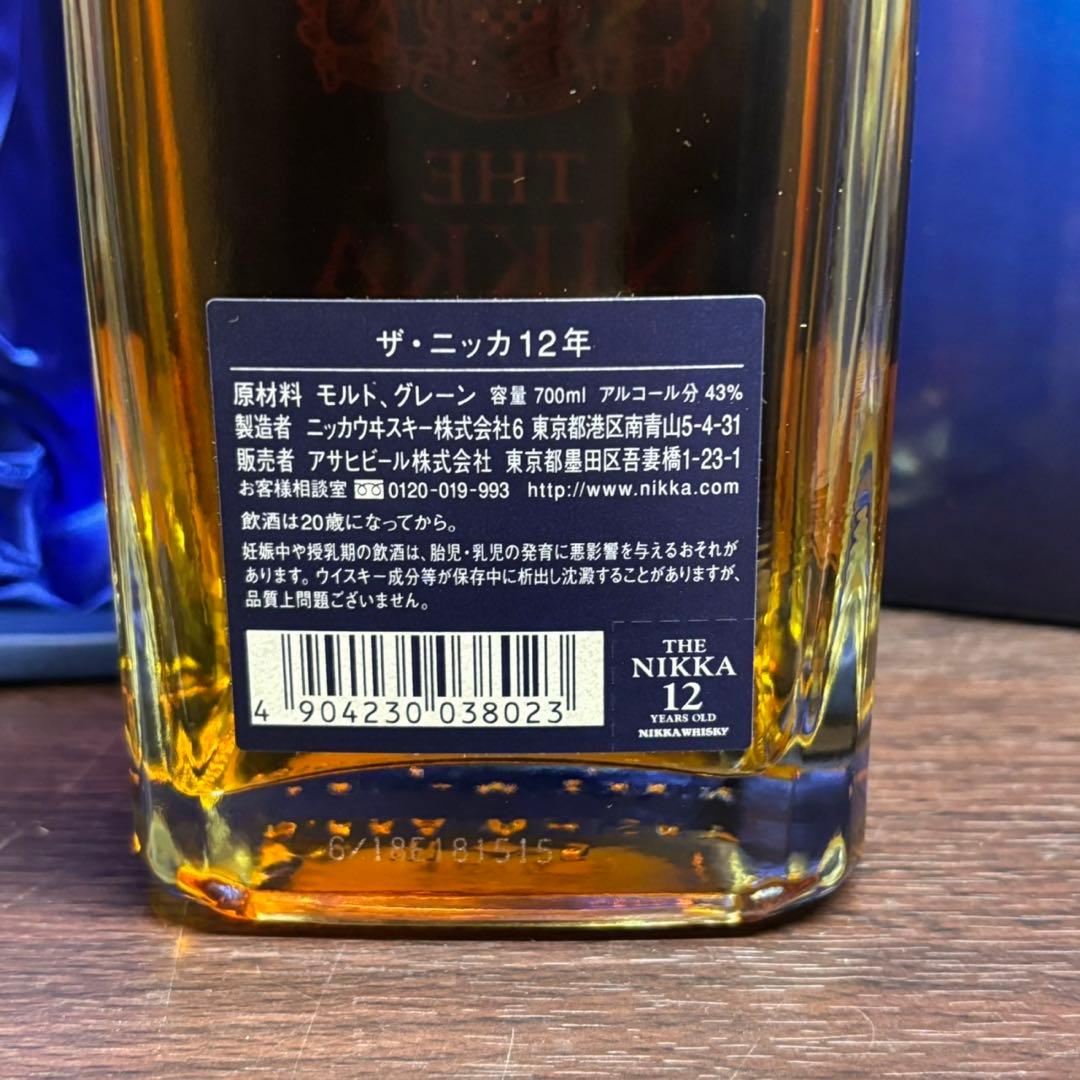 THE
NIKKA
ザ・ニッカ12年
原材料 モルト、グレーン 容量 700ml アルコール分 43%
製造者 ニッカウヰスキー株式会社6 東京都港区南青山5-4-31
販売者 アサヒビール株式会社 東京都墨田区吾妻橋1-23-1
お客様相談室 0120-019-993 http://www.nikka.com
飲酒は20歳になってから。
妊娠中や授乳期の飲酒は、胎児・乳児の発育に悪影響を与えるおそれが
あります。ウイスキー成分等が保存中に析出し沈澱することがありますが、
品質上問題ございません。
4 904230 038023
THE
NIKKA
12
YEARS OLD
NIKKA WHISKY
6/18E181515